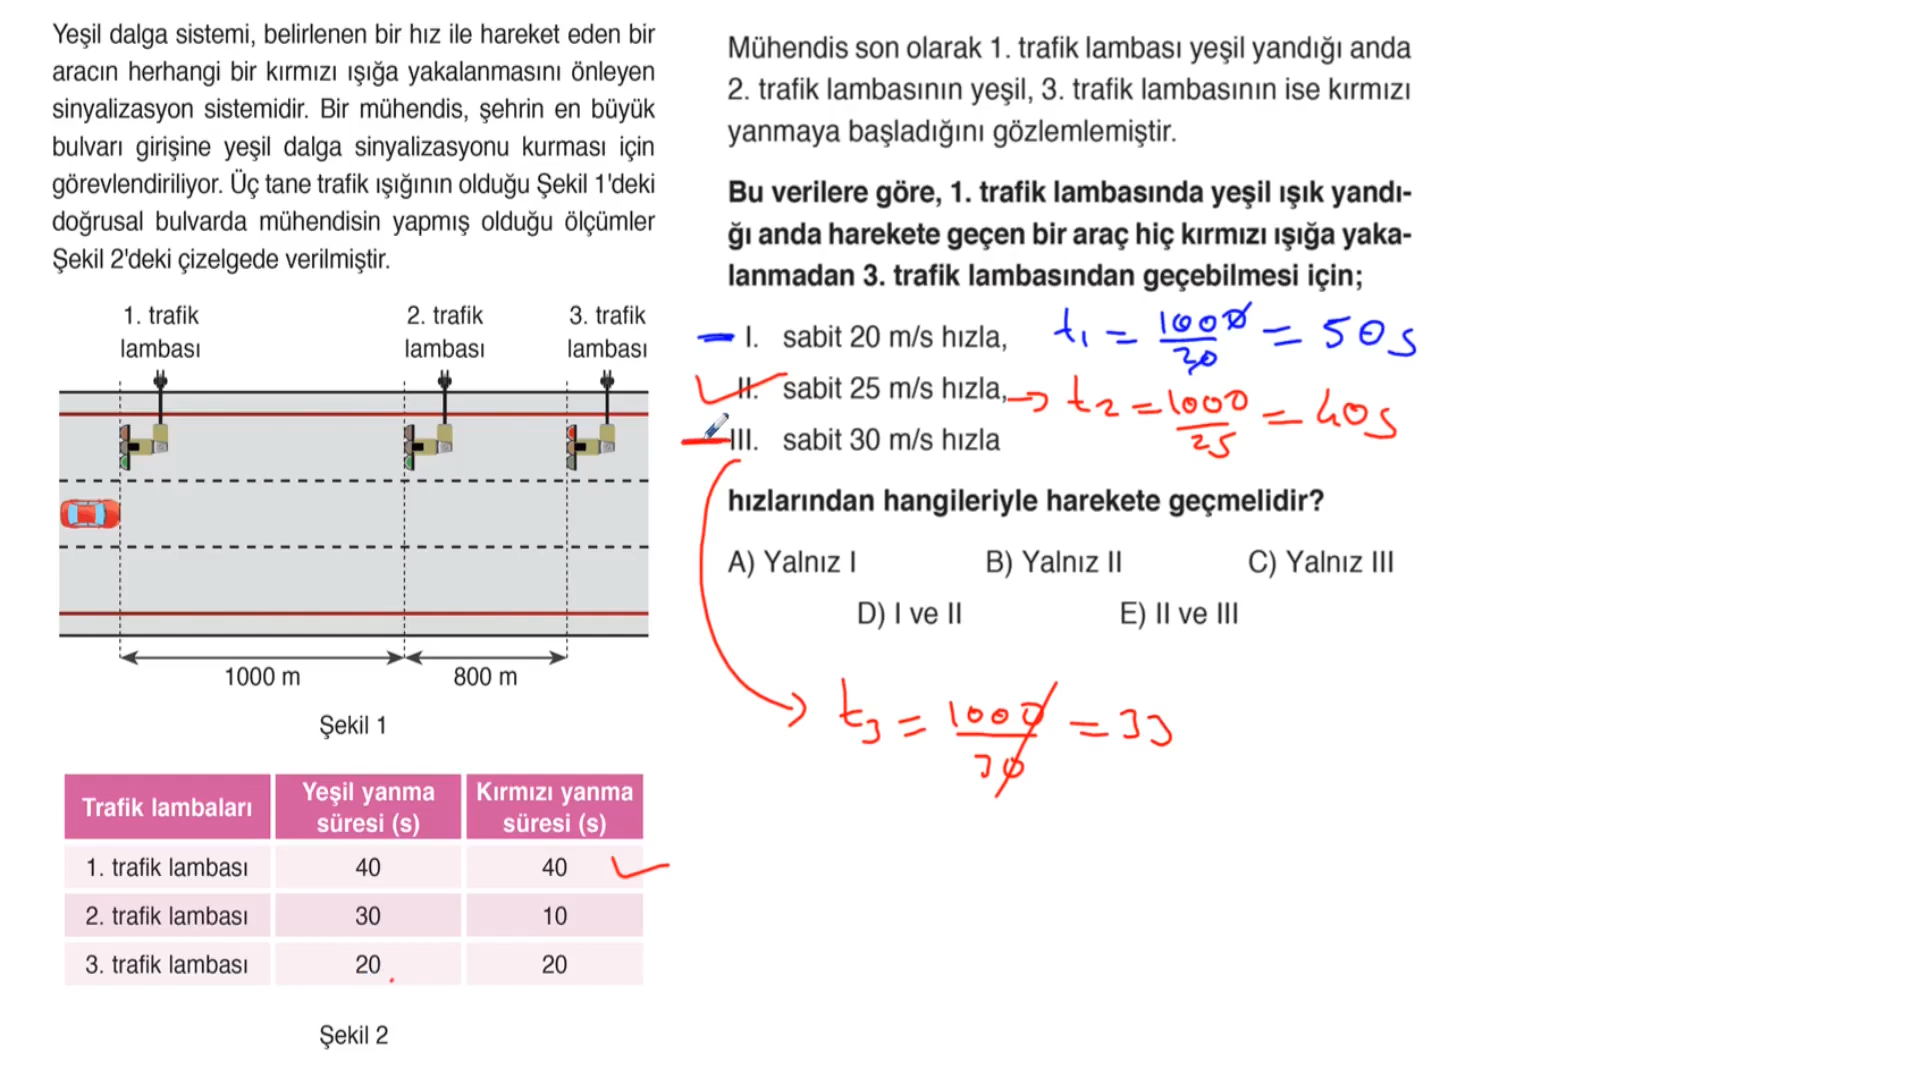 Yeşil dalga sistemi, belirlenen bir hız ile hareket eden bir
aracın herhangi bir kırmızı ışığa yakalanmasını önleyen
sinyalizasyon sistemidir. Bir mühendis, şehrin en büyük
bulvarı girişine yeşil dalga sinyalizasyonu kurması için
görevlendiriliyor. Üç tane trafik ışığının olduğu Şekil 1'deki
doğrusal bulvarda mühendisin yapmış olduğu ölçümler
Şekil 2'deki çizelgede verilmiştir.
1. trafik lambası
2. trafik lambası
3. trafik lambası
1000 m
800 m
Şekil 1
Trafik lambaları
Yeşil yanma süresi (s)
Kırmızı yanma süresi (s)
1. trafik lambası 40 40
2. trafik lambası 30 10
3. trafik lambası 20 20
Şekil 2
Mühendis son olarak 1. trafik lambası yeşil yandığı anda
2. trafik lambasının yeşil, 3. trafik lambasının ise kırmızı
yanmaya başladığını gözlemlemiştir.
Bu verilere göre, 1. trafik lambasında yeşil ışık yandı-
ğı anda harekete geçen bir araç hiç kırmızı ışığa yaka-
lanmadan 3. trafik lambasından geçebilmesi için;
I. sabit 20 m/s hızla, t1 = 1000/20 = 50s
II. sabit 25 m/s hızla, → t2 = 1000/25 = 40s
III. sabit 30 m/s hızla
hızlarından hangileriyle harekete geçmelidir?
A) Yalnız I B) Yalnız II C) Yalnız III
D) I ve II E) II ve III
t3 = 1000/30 = 33